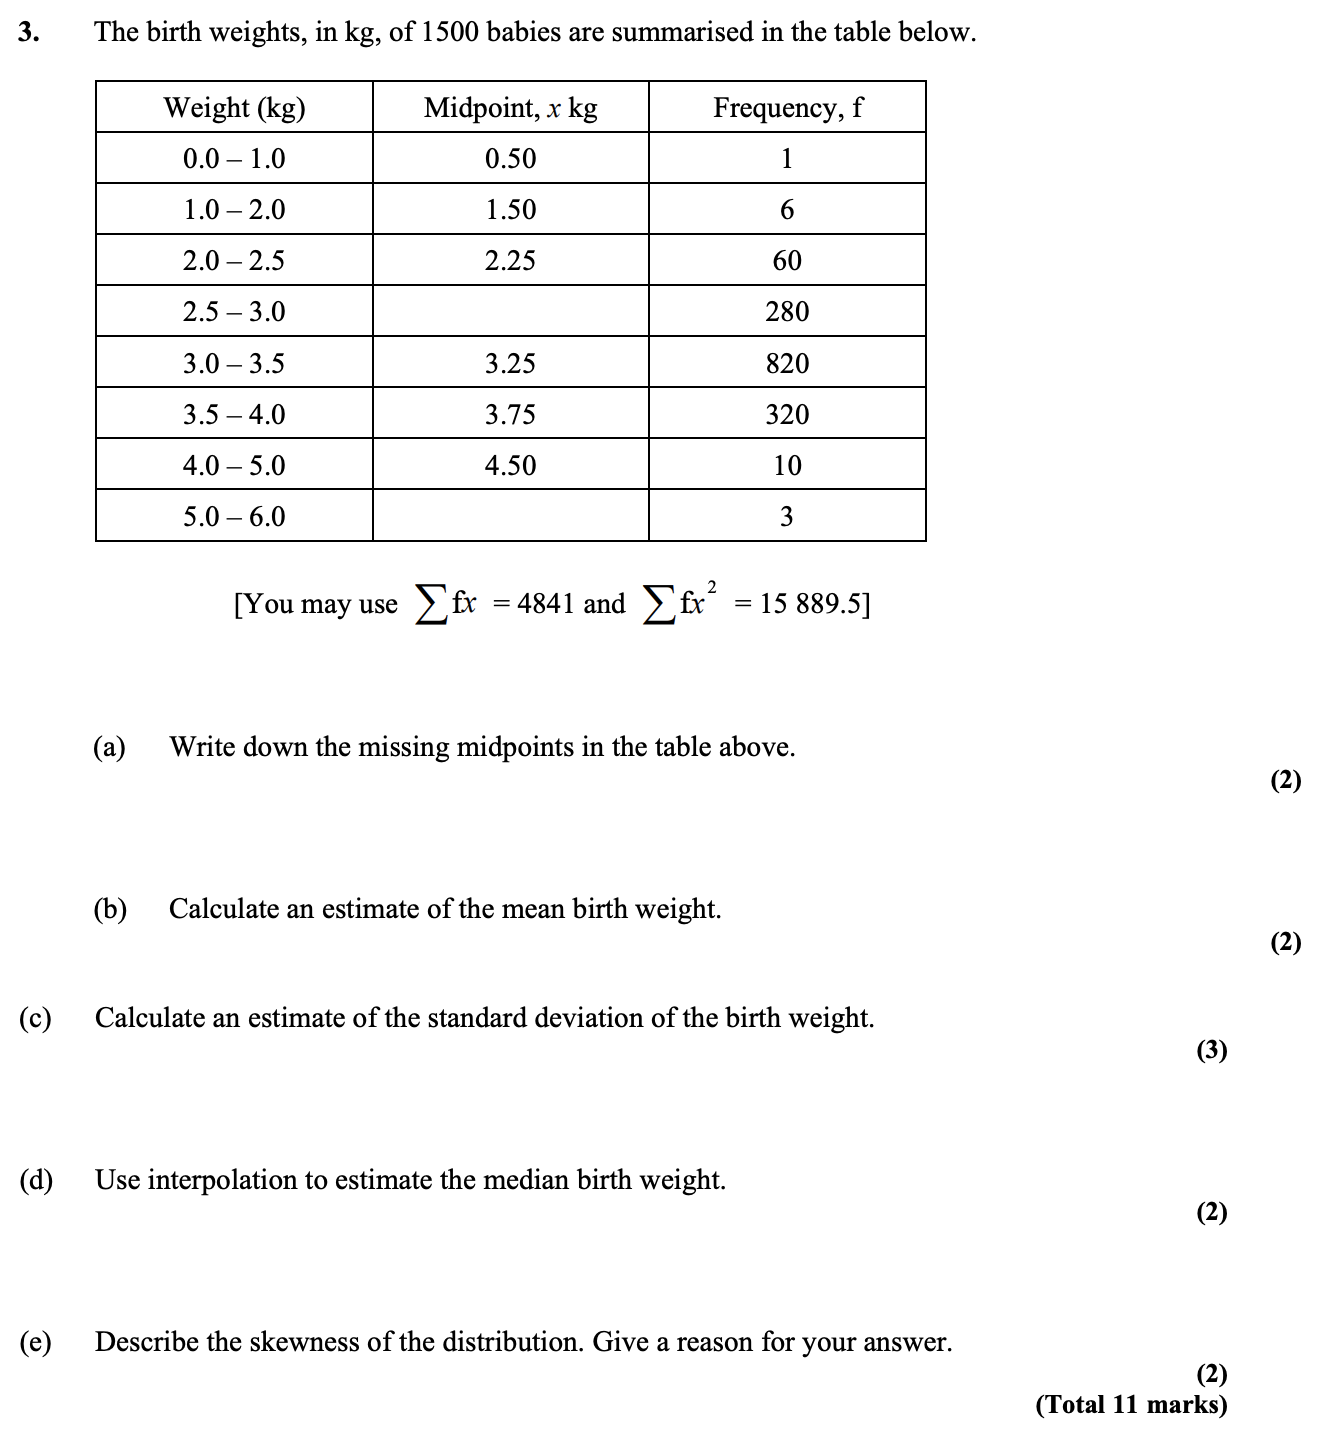 3. The birth weights, in kg, of 1500 babies are summarised in the table below.
Weight (kg) Midpoint, x kg Frequency, f
0.0 – 1.0 0.50 1
1.0 – 2.0 1.50 6
2.0 – 2.5 2.25 60
2.5 – 3.0 280
3.0 – 3.5 3.25 820
3.5 – 4.0 3.75 320
4.0 – 5.0 4.50 10
5.0 – 6.0 3
[You may use ∑fx = 4841 and ∑fx² = 15 889.5]
(a) Write down the missing midpoints in the table above.
(2)
(b) Calculate an estimate of the mean birth weight.
(2)
(c) Calculate an estimate of the standard deviation of the birth weight.
(3)
(d) Use interpolation to estimate the median birth weight.
(2)
(e) Describe the skewness of the distribution. Give a reason for your answer.
(2)
(Total 11 marks)